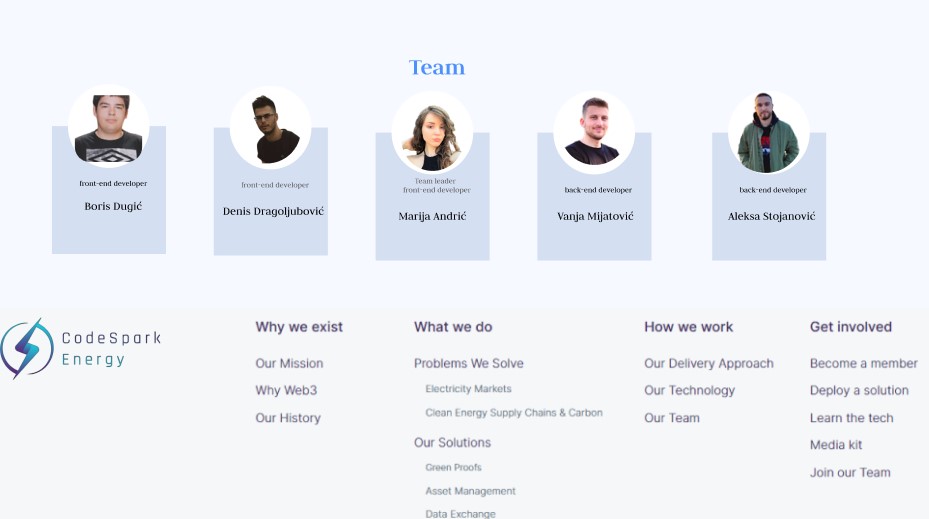 Team
front-end developer
Boris Dugić
front-end developer
Denis Dragoljubović
Team leader
front-end developer
Marija Andrić
back-end developer
Vanja Mijatović
back-end developer
Aleksa Stojanović
CodeSpark
Energy
Why we exist
Our Mission
Why Web3
Our History
What we do
Problems We Solve
Electricity Markets
Clean Energy Supply Chains & Carbon
Our Solutions
Green Proofs
Asset Management
Data Exchange
How we work
Our Delivery Approach
Our Technology
Our Team
Get involved
Become a member
Deploy a solution
Learn the tech
Media kit
Join our Team